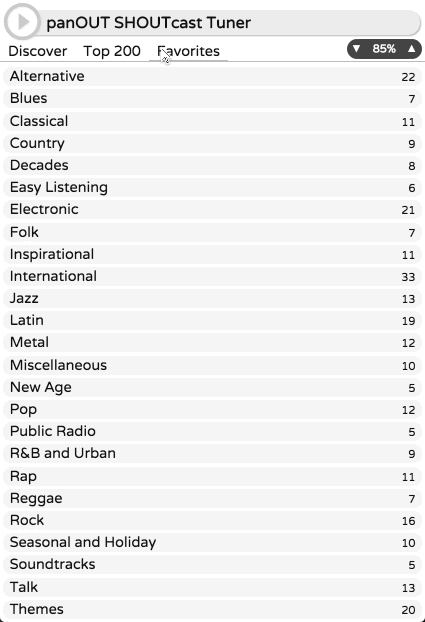 panOUT SHOUTcast Tuner
Discover Top 200 Favorites ▼ 85% ▲
Alternative 22
Blues 7
Classical 11
Country 9
Decades 8
Easy Listening 6
Electronic 21
Folk 7
Inspirational 11
International 33
Jazz 13
Latin 19
Metal 12
Miscellaneous 10
New Age 5
Pop 12
Public Radio 5
R&B and Urban 9
Rap 11
Reggae 7
Rock 16
Seasonal and Holiday 10
Soundtracks 5
Talk 13
Themes 20